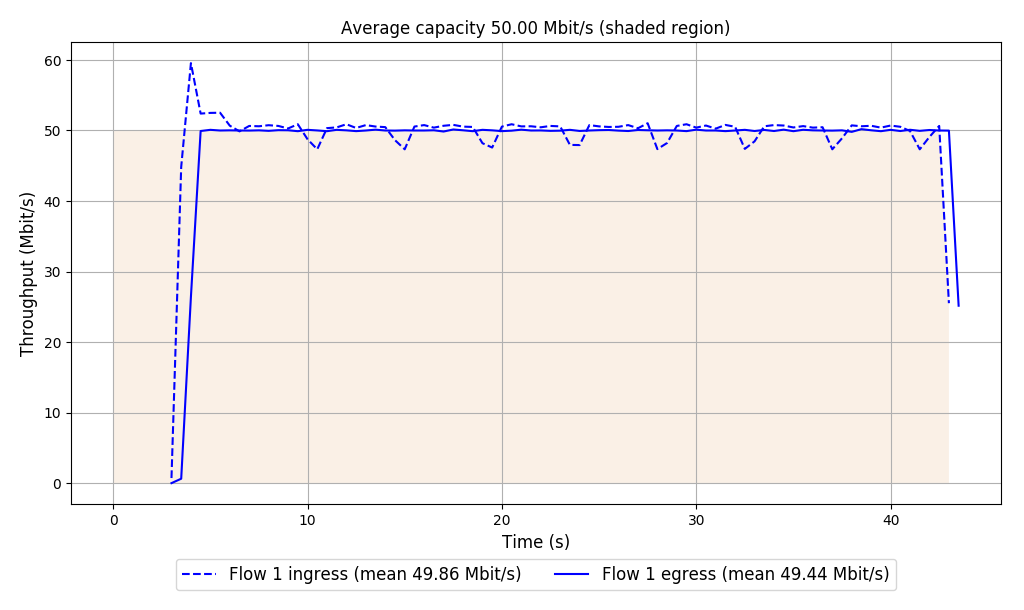 Average capacity 50.00 Mbit/s (shaded region)
60
50
40
30
20
10
0
Throughput (Mbit/s)
0 10 20 30 40
Time (s)
Flow 1 ingress (mean 49.86 Mbit/s) Flow 1 egress (mean 49.44 Mbit/s)